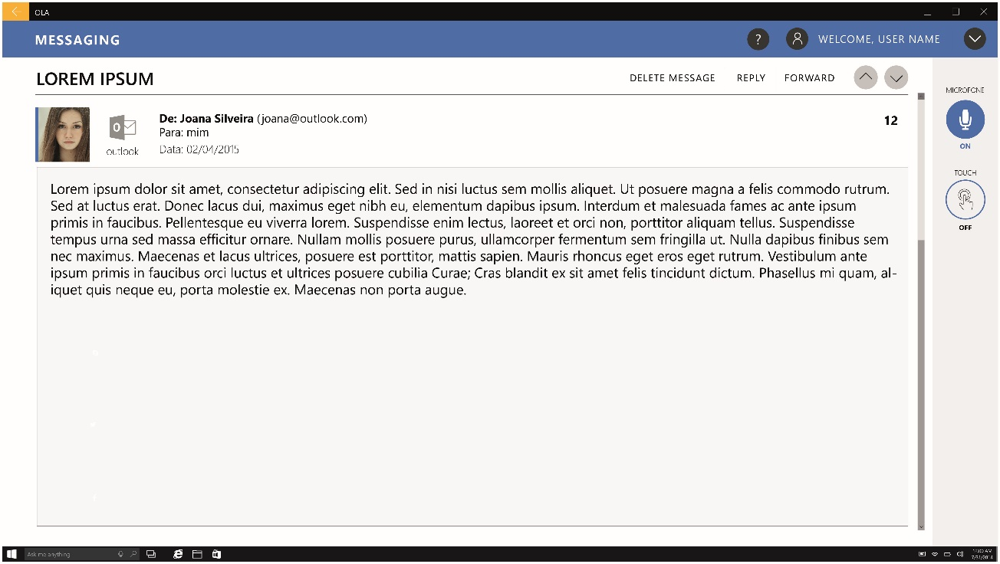 OLA
MESSAGING
? WELCOME, USER NAME
LOREM IPSUM
DELETE MESSAGE REPLY FORWARD
MICROFONE
ON
TOUCH
OFF
O
outlook
De: Joana Silveira (joana@outlook.com)
Para: mim
Data: 02/04/2015
12
Lorem ipsum dolor sit amet, consectetur adipiscing elit. Sed in nisi luctus sem mollis aliquet. Ut posuere magna a felis commodo rutrum.
Sed at luctus erat. Donec lacus dui, maximus eget nibh eu, elementum dapibus ipsum. Interdum et malesuada fames ac ante ipsum
primis in faucibus. Pellentesque eu viverra lorem. Suspendisse enim lectus, laoreet et orci non, porttitor aliquam tellus. Suspendisse
tempus urna sed massa efficitur ornare. Nullam mollis posuere purus, ullamcorper fermentum sem fringilla ut. Nulla dapibus finibus sem
nec maximus. Maecenas et lacus ultrices, posuere est porttitor, mattis sapien. Mauris rhoncus eget eros eget rutrum. Vestibulum ante
ipsum primis in faucibus orci luctus et ultrices posuere cubilia Curae; Cras blandit ex sit amet felis tincidunt dictum. Phasellus mi quam, al-
iquet quis neque eu, porta molestie ex. Maecenas non porta augue.
Ask me anything
12:00 AM
7/31/2014